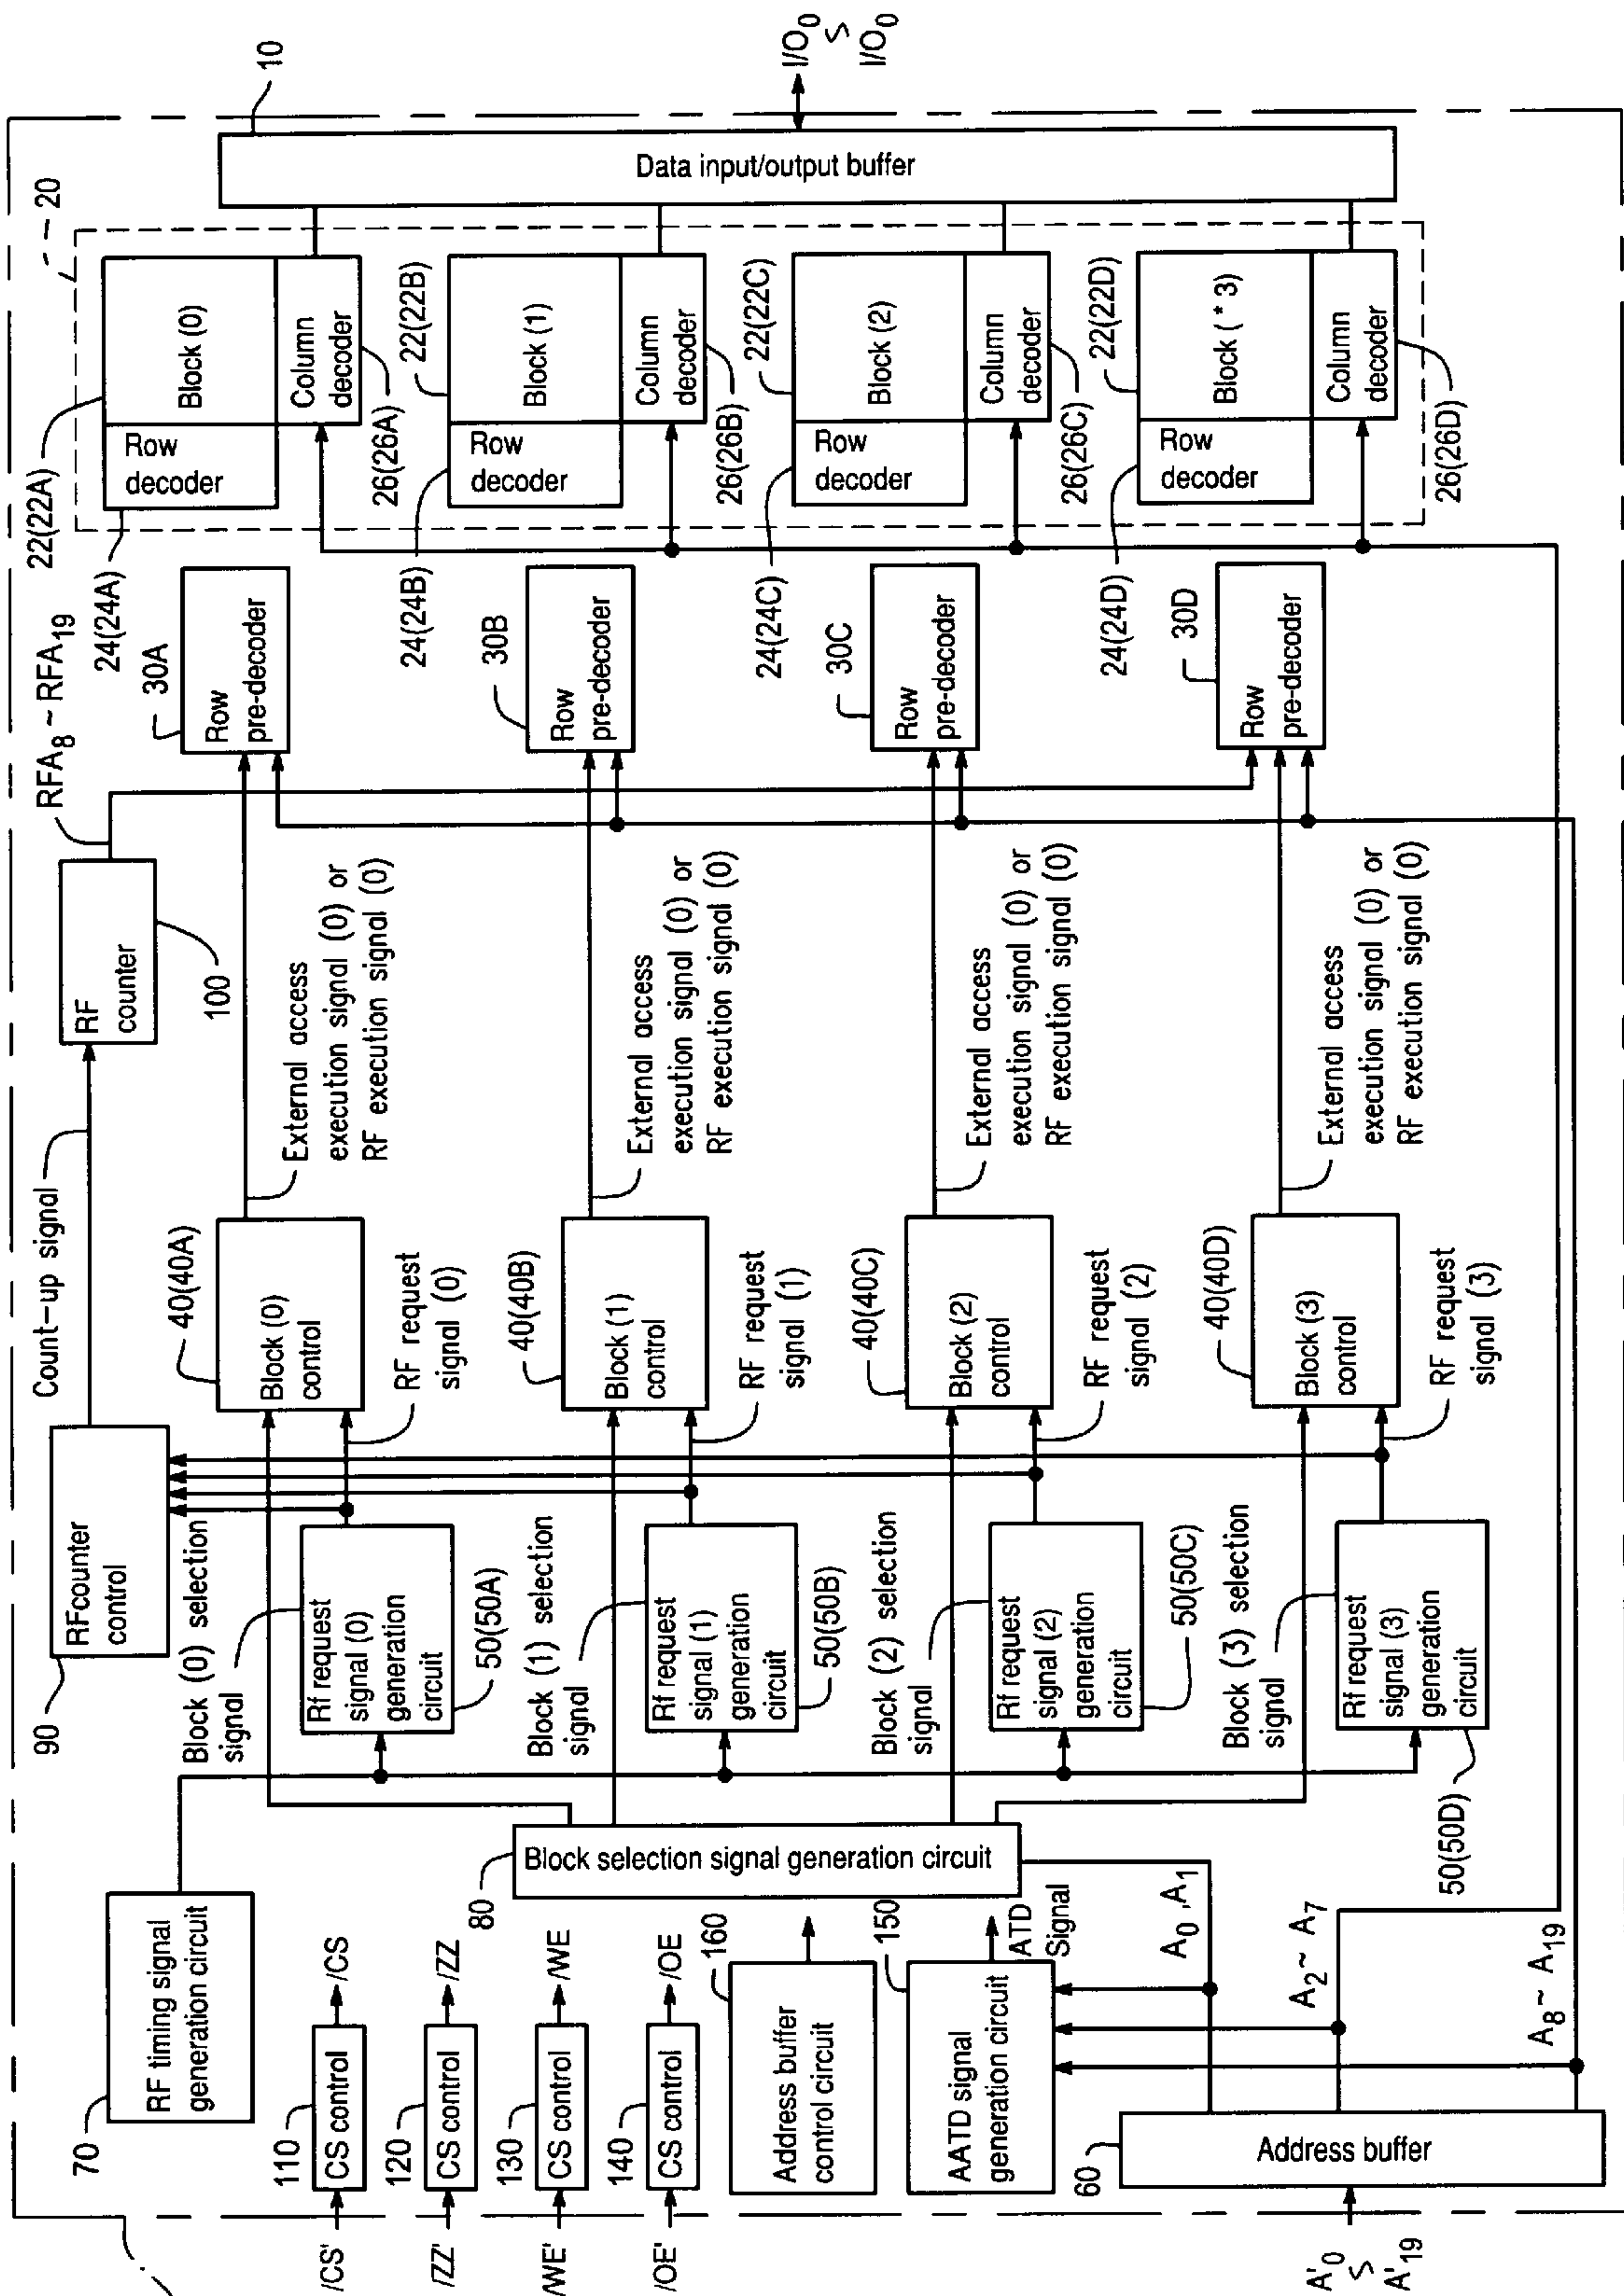 70
RF timing signal
generation circuit
90
RFcounter
control
Count-up signal
RF
counter
100
RFA8 ~ RFA19
20
10
/CS'
110
CS control
/CS
/ZZ'
120
CS control
/ZZ
/WE'
130
CS control
/WE
/OE'
140
CS control
/OE
160
Address buffer
control circuit
150
AATD signal
generation circuit
ATD
Signal
60
Address buffer
A'0
~
A'19
A0 ,A1
A2~ A7
A8~ A19
80
Block selection signal generation circuit
Block (0) selection
signal
Rf request
signal (0)
generation
circuit
50(50A)
40(40A)
Block (0)
control
RF request
signal (0)
External access
execution signal (0) or
RF execution signal (0)
30A
Row
pre-decoder
22(22A)
24(24A)
Row
decoder
Block (0)
Column
decoder
26(26A)
Block (1) selection
signal
Rf request
signal (1)
generation
circuit
50(50B)
40(40B)
Block (1)
control
RF request
signal (1)
External access
execution signal (0) or
RF execution signal (0)
30B
Row
pre-decoder
22(22B)
24(24B)
Row
decoder
Block (1)
Column
decoder
26(26B)
Block (2) selection
signal
Rf request
signal (2)
generation
circuit
50(50C)
40(40C)
Block (2)
control
RF request
signal (2)
External access
execution signal (0) or
RF execution signal (0)
30C
Row
pre-decoder
22(22C)
24(24C)
Row
decoder
Block (2)
Column
decoder
26(26C)
Block (3) selection
signal
Rf request
signal (3)
generation
circuit
50(50D)
40(40D)
Block (3)
control
RF request
signal (3)
External access
execution signal (0) or
RF execution signal (0)
30D
Row
pre-decoder
22(22D)
24(24D)
Row
decoder
Block ( * 3)
Column
decoder
26(26D)
Data input/output buffer
I/O0
~
I/O0